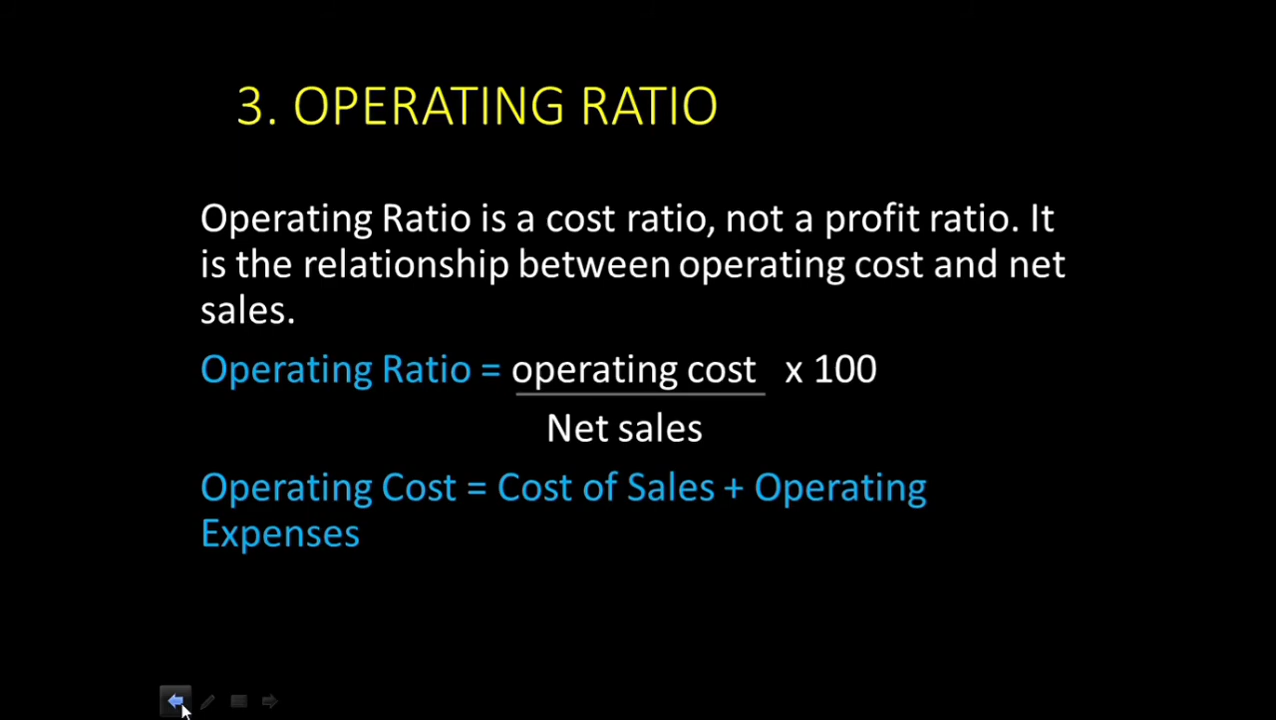 3. OPERATING RATIO
Operating Ratio is a cost ratio, not a profit ratio. It
is the relationship between operating cost and net
sales.
Operating Ratio = operating cost x 100
Net sales
Operating Cost = Cost of Sales + Operating
Expenses